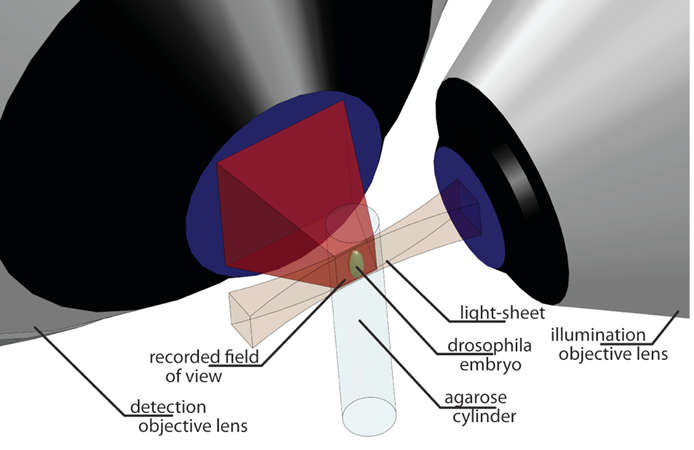 light-sheet
drosophila
embryo
illumination
objective lens
recorded field
of view
agarose
cylinder
detection
objective lens